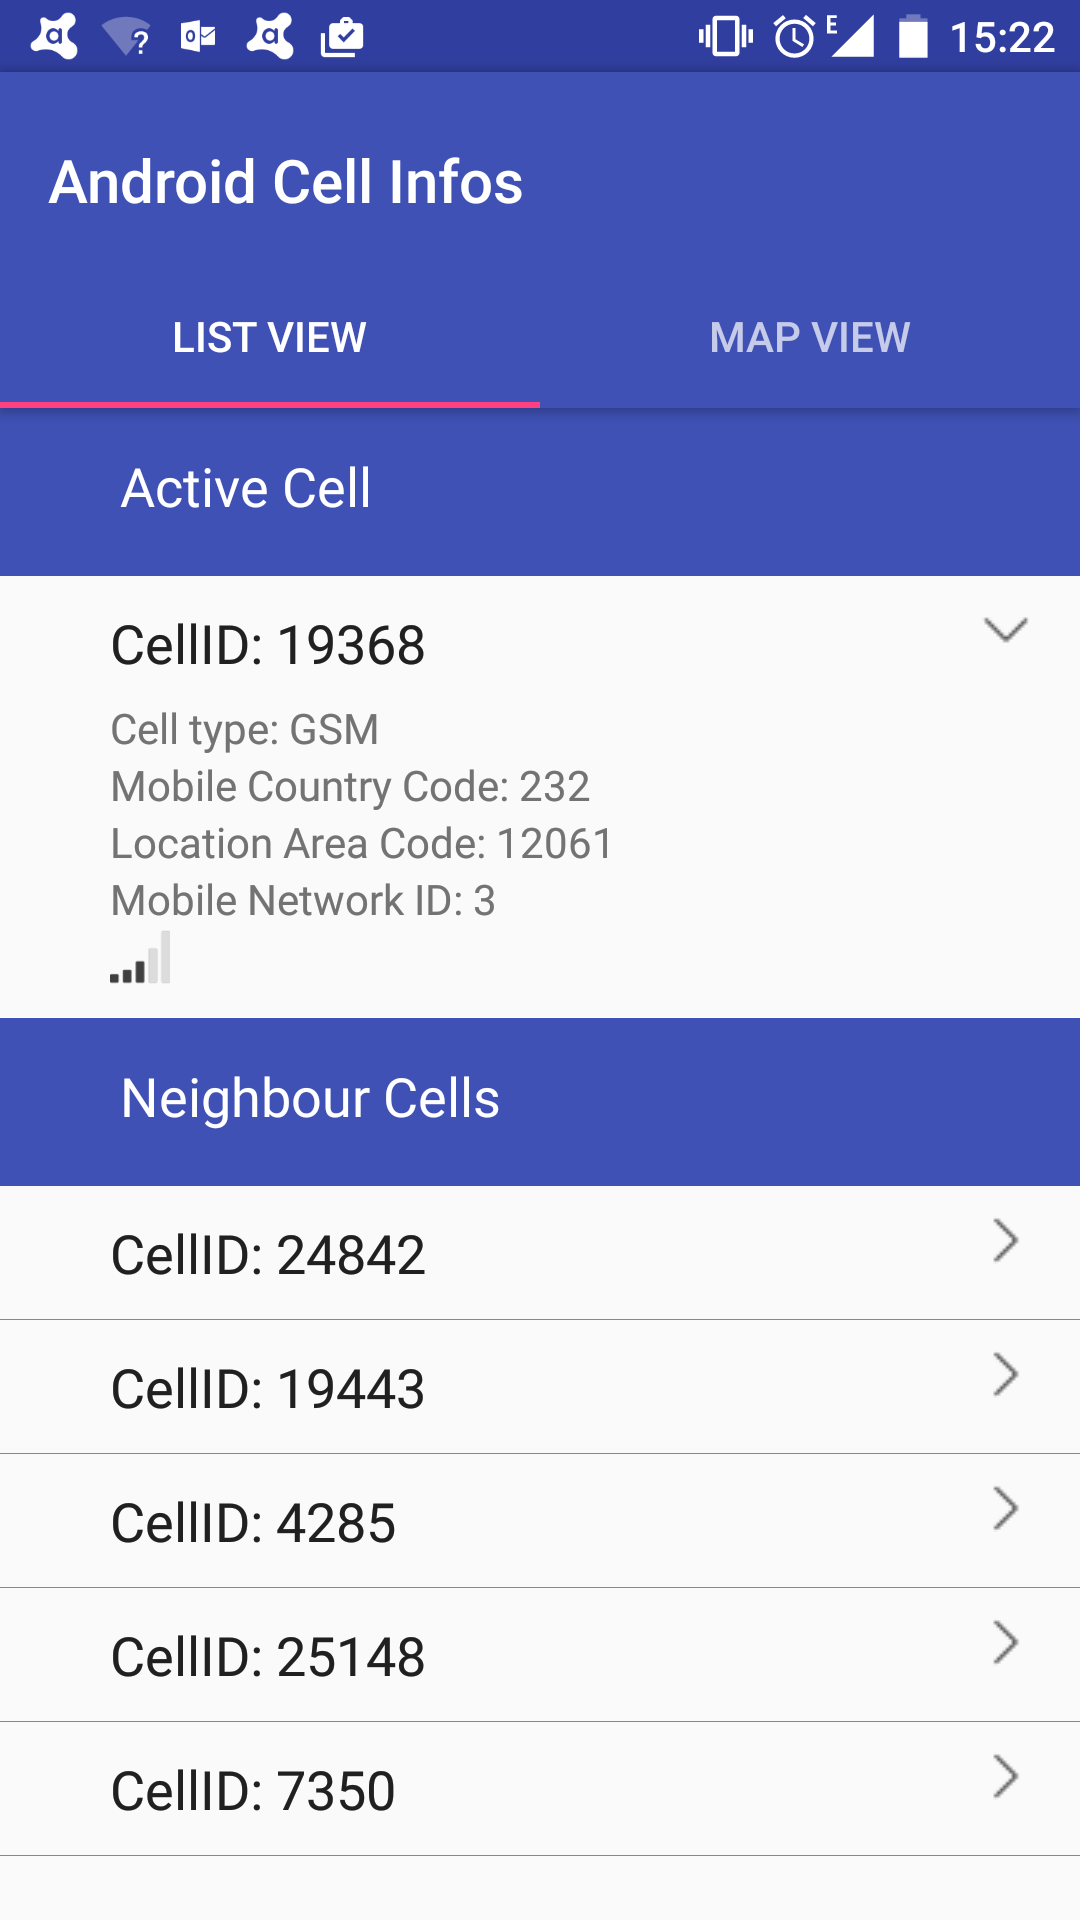 E 15:22
Android Cell Infos
LIST VIEW MAP VIEW
Active Cell
CellID: 19368
Cell type: GSM
Mobile Country Code: 232
Location Area Code: 12061
Mobile Network ID: 3
Neighbour Cells
CellID: 24842
CellID: 19443
CellID: 4285
CellID: 25148
CellID: 7350